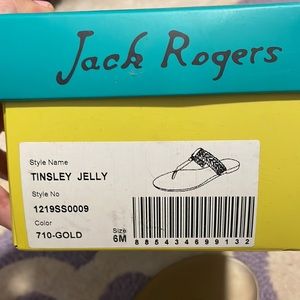 Jack Rogers
Style Name
TINSLEY JELLY
Style No
1219SS0009
Color
710-GOLD
Size
6M
885434699132